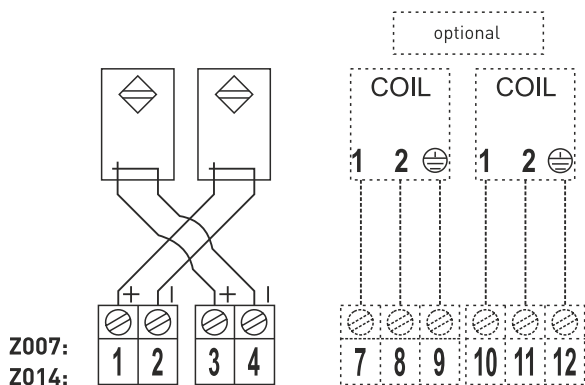 optional
COIL COIL
1 2 1 2
+ - + -
Z007:
Z014:
1 2 3 4 7 8 9 10 11 12